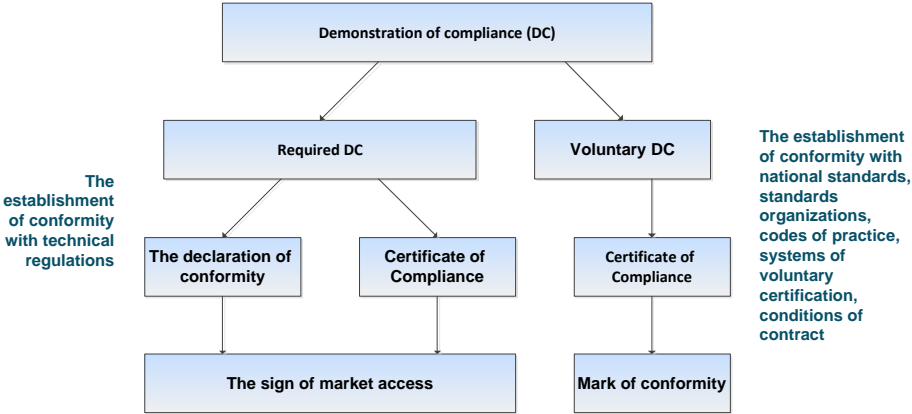 Demonstration of compliance (DC)
Required DC
Voluntary DC
The
establishment
of conformity
with technical
regulations
The establishment
of conformity with
national standards,
standards
organizations,
codes of practice,
systems of
voluntary
certification,
conditions of
contract
The declaration of
conformity
Certificate of
Compliance
Certificate of
Compliance
The sign of market access
Mark of conformity